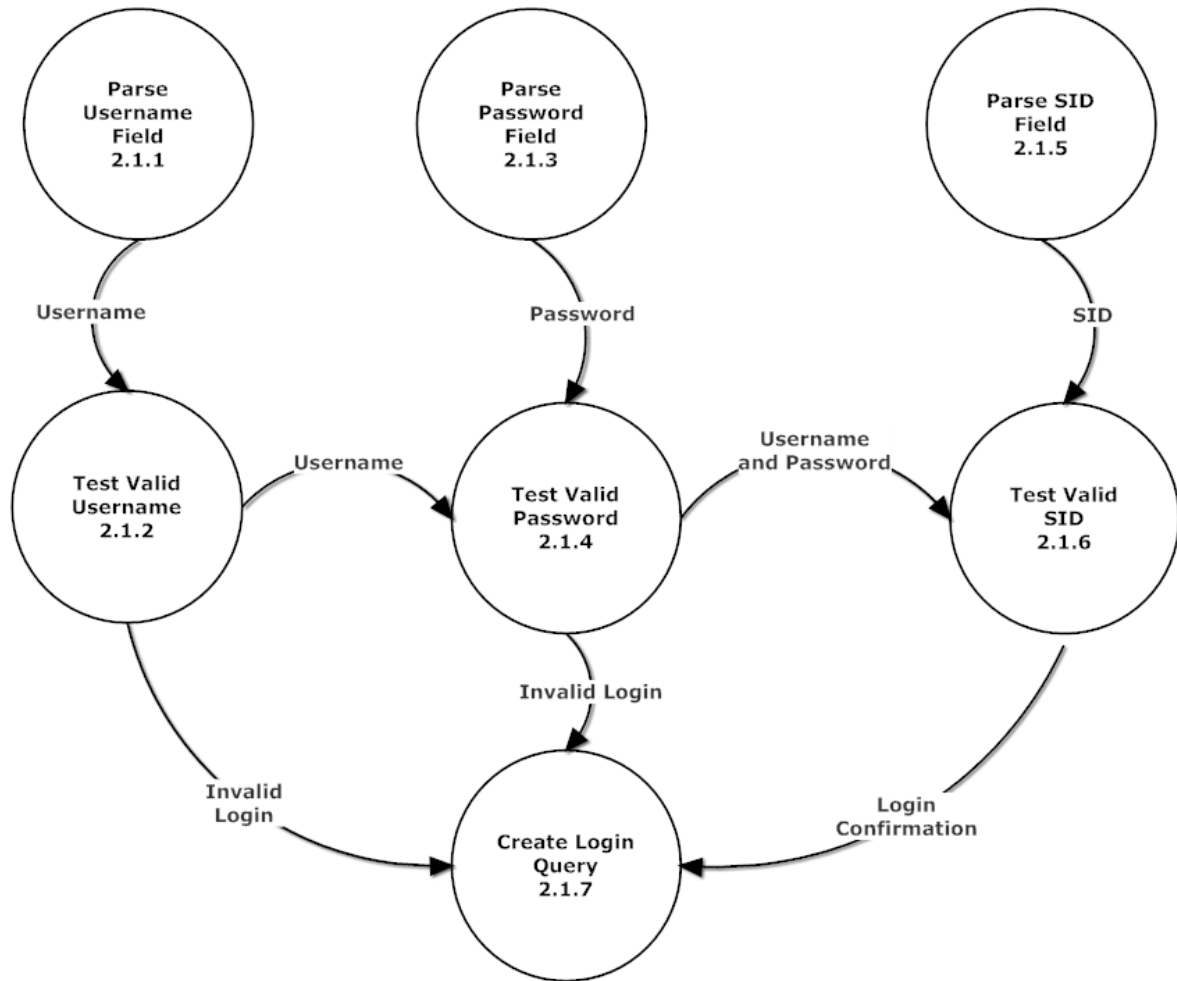 Parse
Username
Field
2.1.1
Parse
Password
Field
2.1.3
Parse SID
Field
2.1.5
Username
Password
SID
Test Valid
Username
2.1.2
Username
Test Valid
Password
2.1.4
Username
and Password
Test Valid
SID
2.1.6
Invalid Login
Invalid
Login
Login
Confirmation
Create Login
Query
2.1.7